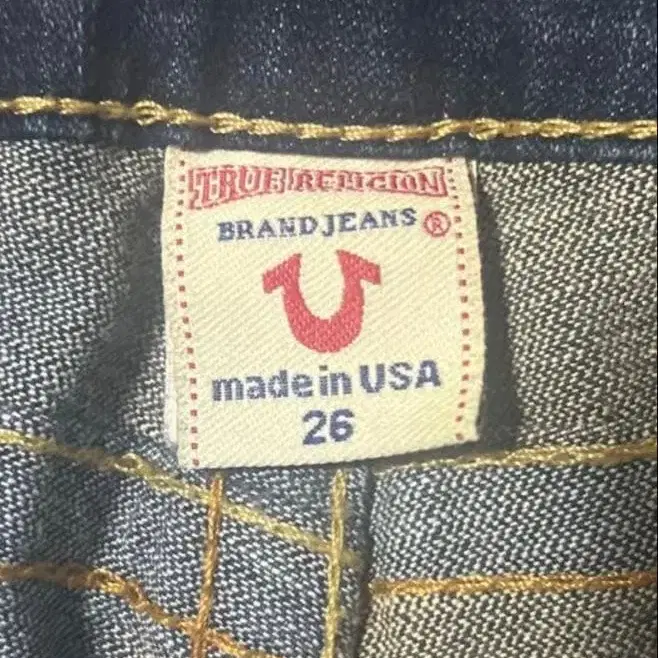 TRUE RELIGION
BRAND JEANS ®
made in USA
26